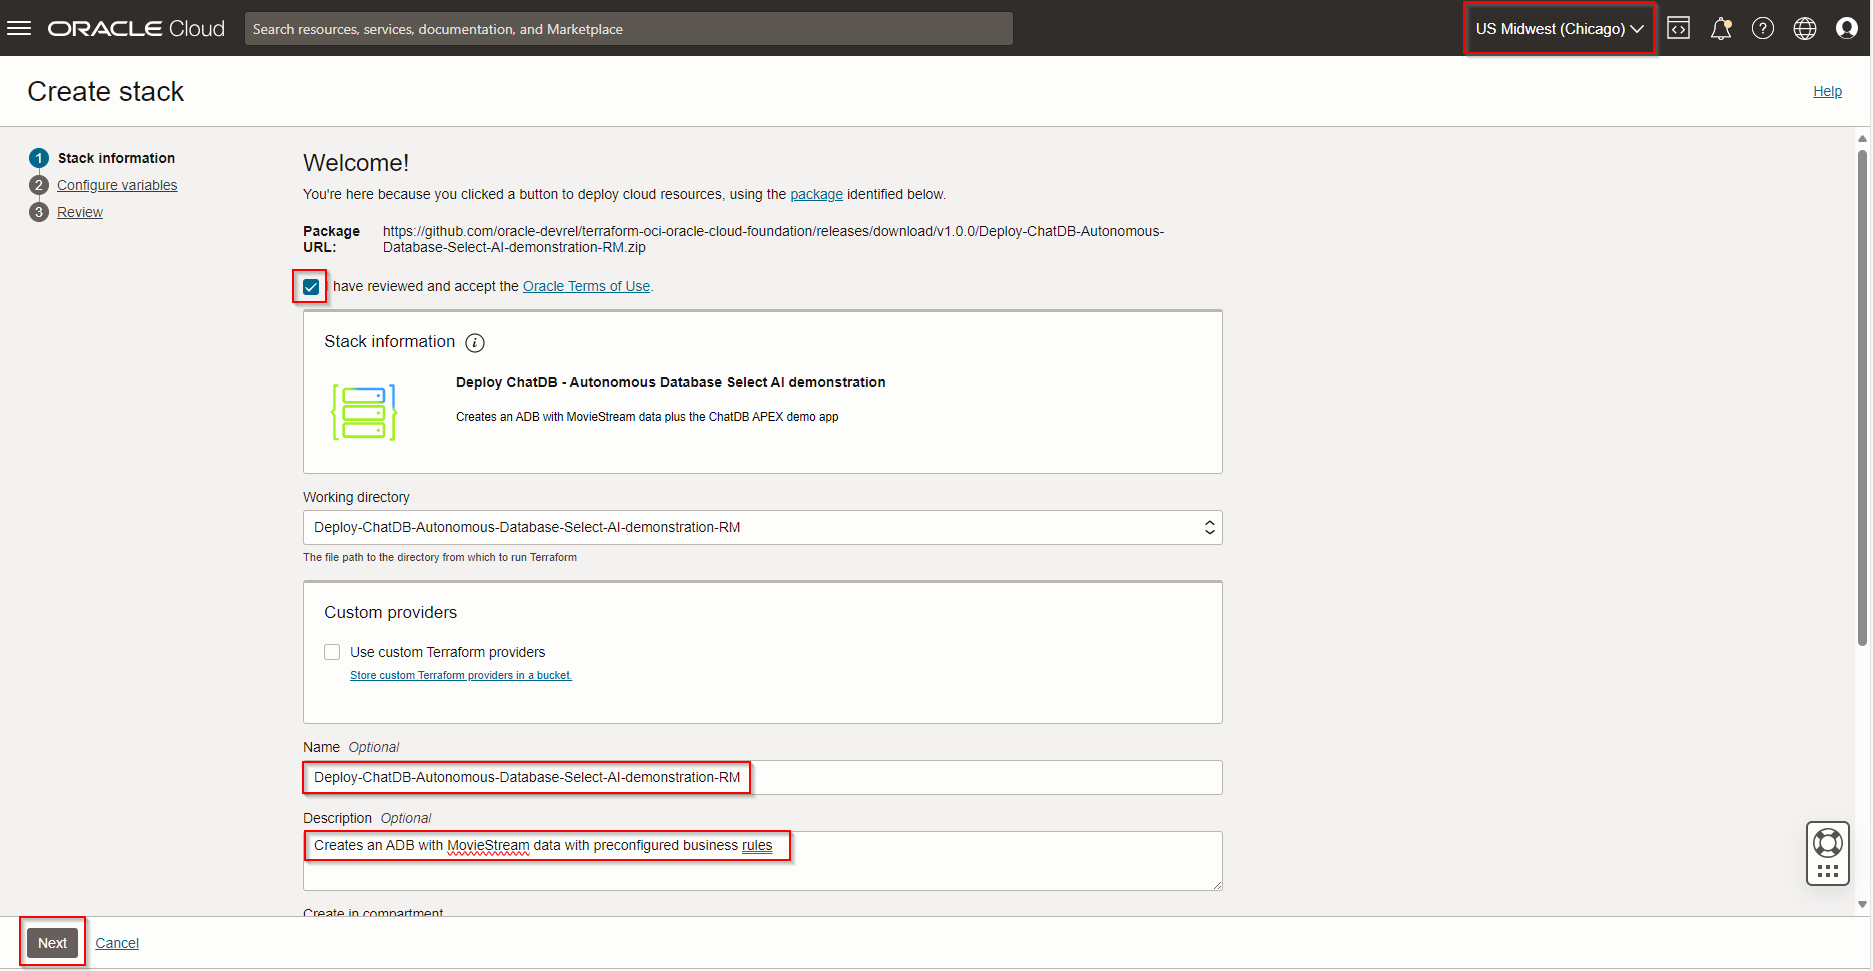 ORACLE Cloud
Search resources, services, documentation, and Marketplace
US Midwest (Chicago)
Create stack
Help
1 Stack information
2 Configure variables
3 Review
Welcome!
You're here because you clicked a button to deploy cloud resources, using the package identified below.
Package URL:
https://github.com/oracle-devrel/terraform-oci-oracle-cloud-foundation/releases/download/v1.0.0/Deploy-ChatDB-Autonomous-
Database-Select-AI-demonstration-RM.zip
have reviewed and accept the Oracle Terms of Use.
Stack information i
Deploy ChatDB - Autonomous Database Select AI demonstration
Creates an ADB with MovieStream data plus the ChatDB APEX demo app
Working directory
Deploy-ChatDB-Autonomous-Database-Select-AI-demonstration-RM
The file path to the directory from which to run Terraform
Custom providers
Use custom Terraform providers
Store custom Terraform providers in a bucket.
Name Optional
Deploy-ChatDB-Autonomous-Database-Select-AI-demonstration-RM
Description Optional
Creates an ADB with MovieStream data with preconfigured business rules
Create in compartment
Next
Cancel